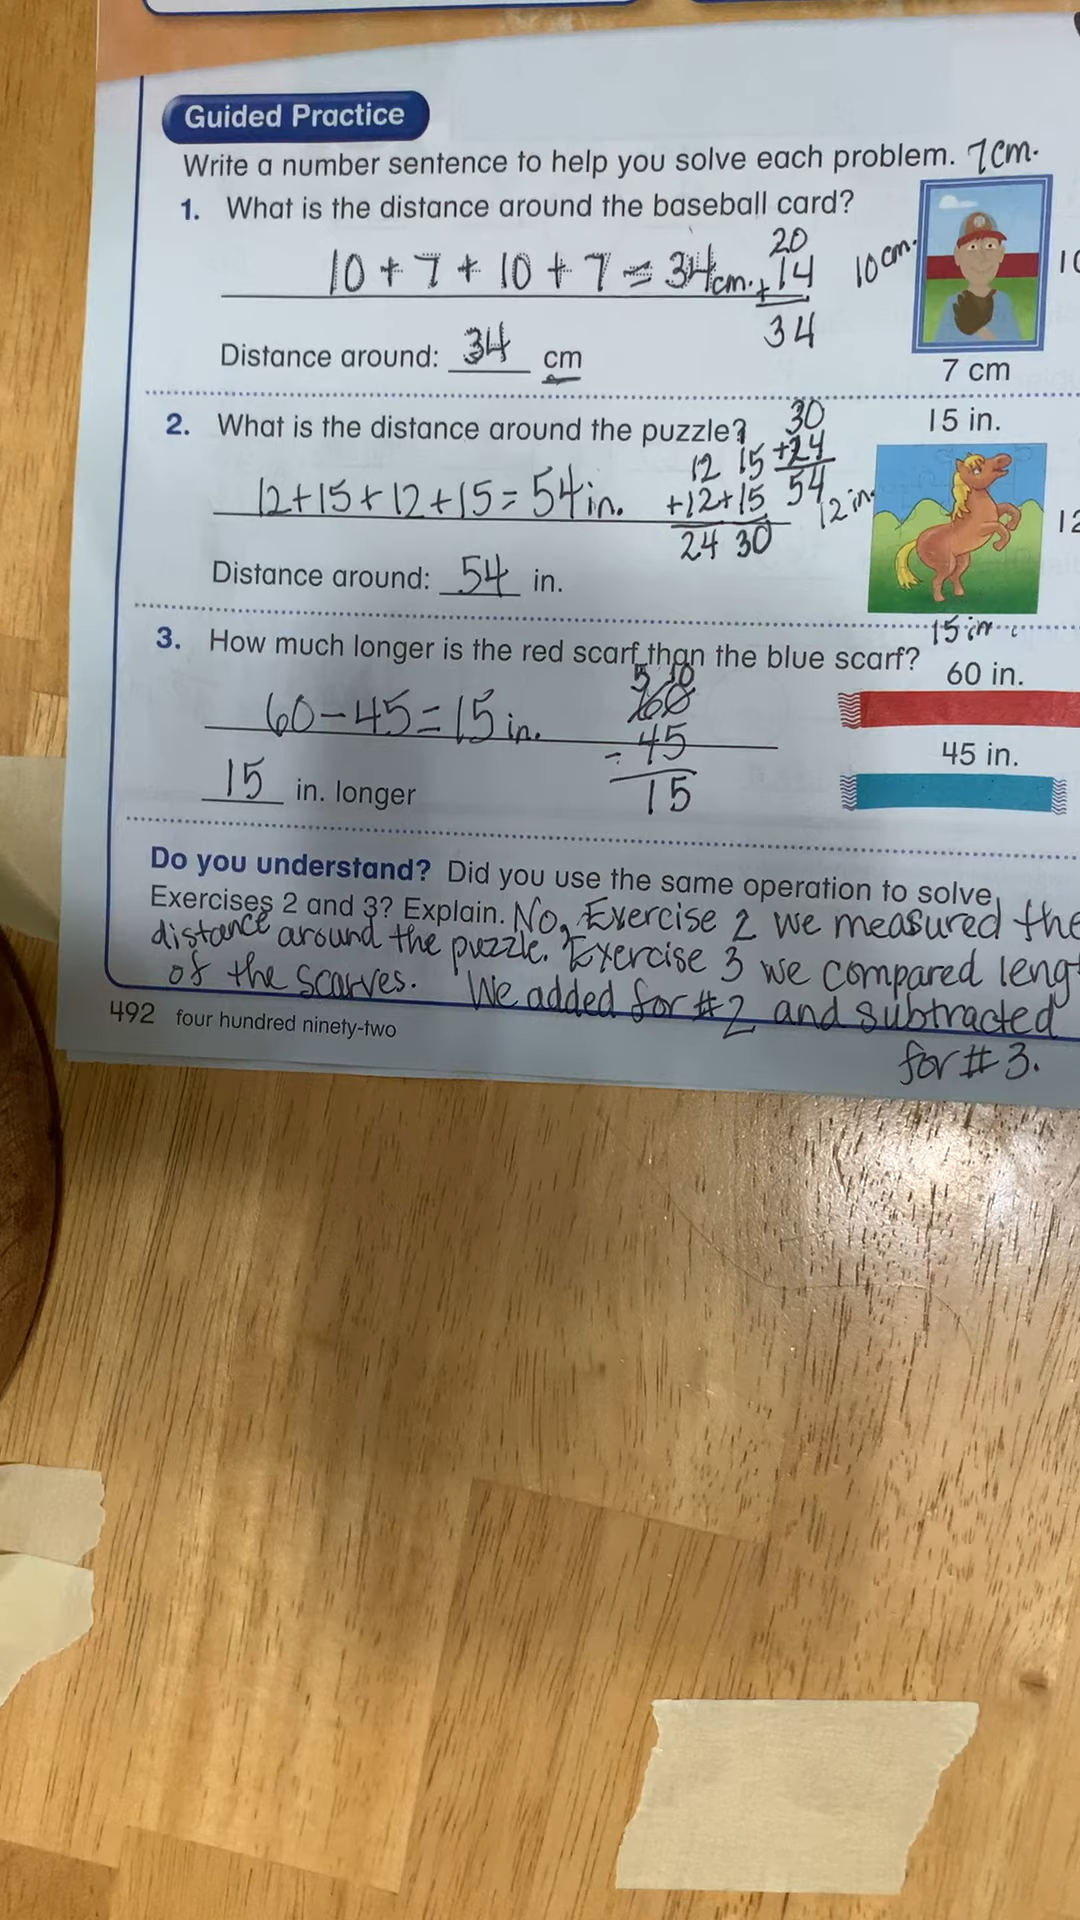 Guided Practice
Write a number sentence to help you solve each problem. 7cm.
1. What is the distance around the baseball card?
10 + 7 + 10 + 7 = 34cm.
20
+14
34
10cm.
10
Distance around: 34 cm
7 cm
2. What is the distance around the puzzle?
15 in.
12+15+12+15=54in.
12 15
+12+15
24 30
30
+24
54
12in.
12
Distance around: 54 in.
15in.
3. How much longer is the red scarf than the blue scarf?
60 in.
60-45=15in.
5 10
60
- 45
15
45 in.
15 in. longer
Do you understand? Did you use the same operation to solve
Exercises 2 and 3? Explain. No, Exercise 2 we measured the
distance around the puzzle. Exercise 3 we compared
of the scarves. We added for #2 and subtracted
for #3.
492 four hundred ninety-two